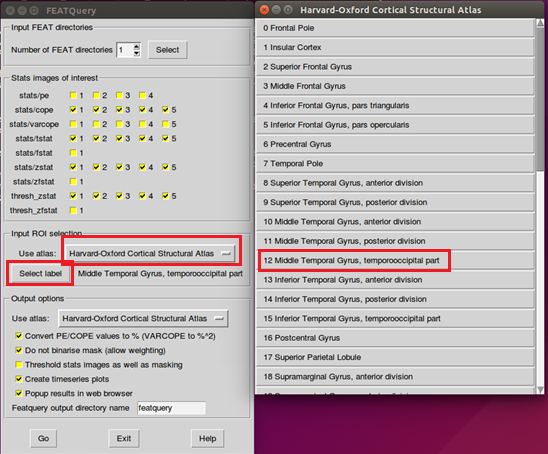 FEATQuery
Input FEAT directories
Number of FEAT directories 1 Select
Stats images of interest
stats/pe 1 2 3 4
stats/cope 1 2 3 4 5
stats/varcope 1 2 3 4 5
stats/tstat 1 2 3 4 5
stats/fstat 1
stats/zstat 1 2 3 4 5
stats/zfstat 1
thresh_zstat 1 2 3 4 5
thresh_zfstat 1
Input ROI selection
Use atlas: Harvard-Oxford Cortical Structural Atlas
Select label Middle Temporal Gyrus, temporooccipital part
Output options
Use atlas: Harvard-Oxford Cortical Structural Atlas
Convert PE/COPE values to % (VARCOPE to %^2)
Do not binarise mask (allow weighting)
Threshold stats images as well as masking
Create timeseries plots
Popup results in web browser
Featquery output directory name featquery
Go Exit Help
Harvard-Oxford Cortical Structural Atlas
0 Frontal Pole
1 Insular Cortex
2 Superior Frontal Gyrus
3 Middle Frontal Gyrus
4 Inferior Frontal Gyrus, pars triangularis
5 Inferior Frontal Gyrus, pars opercularis
6 Precentral Gyrus
7 Temporal Pole
8 Superior Temporal Gyrus, anterior division
9 Superior Temporal Gyrus, posterior division
10 Middle Temporal Gyrus, anterior division
11 Middle Temporal Gyrus, posterior division
12 Middle Temporal Gyrus, temporooccipital part
13 Inferior Temporal Gyrus, anterior division
14 Inferior Temporal Gyrus, posterior division
15 Inferior Temporal Gyrus, temporooccipital part
16 Postcentral Gyrus
17 Superior Parietal Lobule
18 Supramarginal Gyrus, anterior division